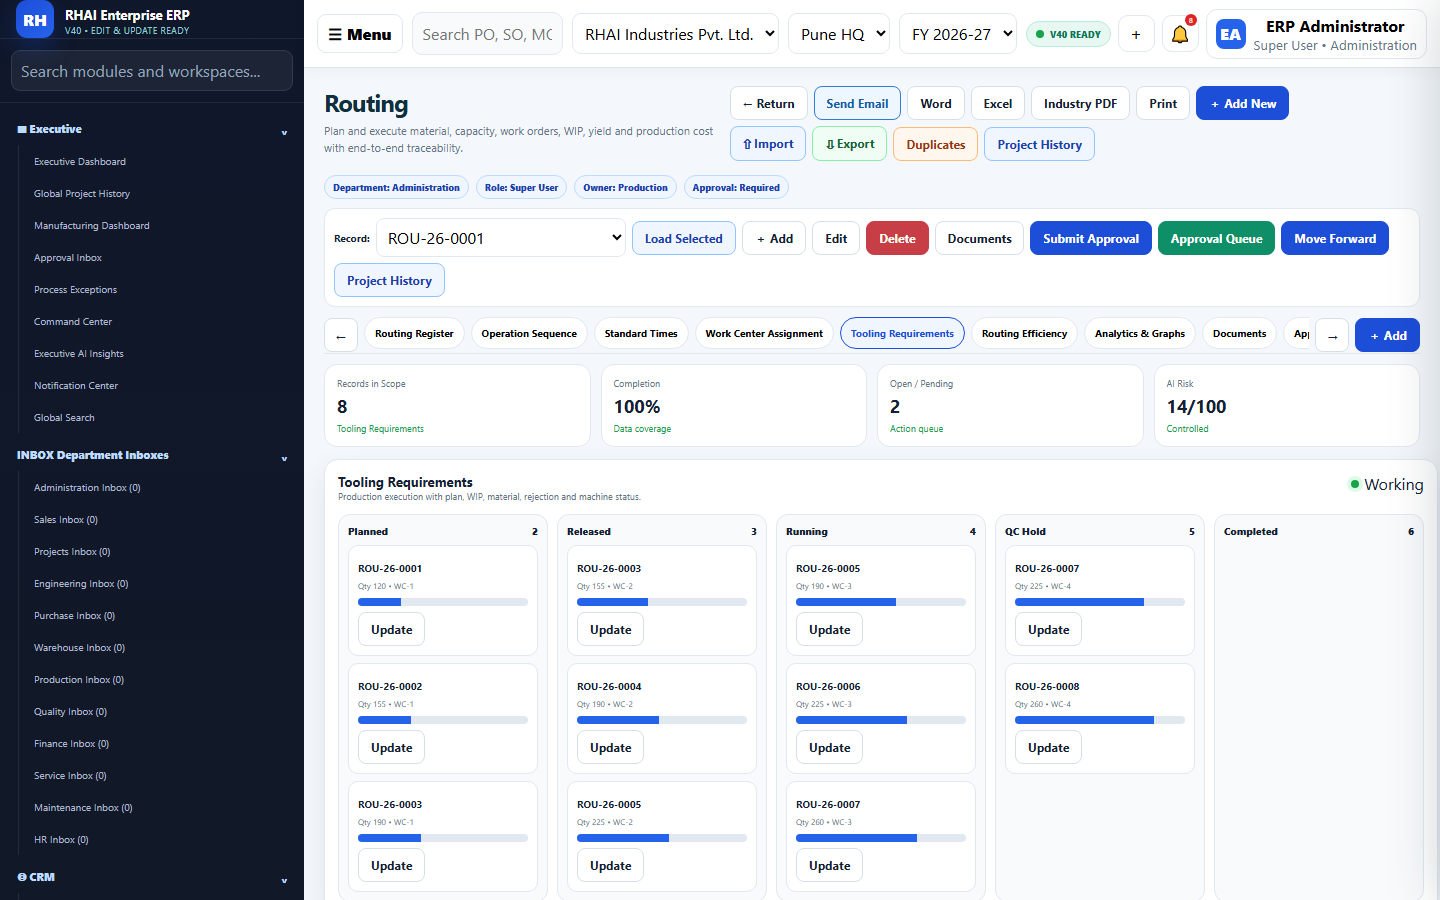 RH
RHAI Enterprise ERP
V40 • EDIT & UPDATE READY
Search modules and workspaces...
Executive
v
Executive Dashboard
Global Project History
Manufacturing Dashboard
Approval Inbox
Process Exceptions
Command Center
Executive AI Insights
Notification Center
Global Search
INBOX Department Inboxes
v
Administration Inbox (0)
Sales Inbox (0)
Projects Inbox (0)
Engineering Inbox (0)
Purchase Inbox (0)
Warehouse Inbox (0)
Production Inbox (0)
Quality Inbox (0)
Finance Inbox (0)
Service Inbox (0)
Maintenance Inbox (0)
HR Inbox (0)
CRM
v
☰ Menu
Search PO, SO, MO
RHAI Industries Pvt. Ltd.
Pune HQ
FY 2026-27
V40 READY
+
8
EA
ERP Administrator
Super User • Administration
Routing
Plan and execute material, capacity, work orders, WIP, yield and production cost
with end-to-end traceability.
← Return
Send Email
Word
Excel
Industry PDF
Print
+ Add New
⇧ Import
⇩ Export
Duplicates
Project History
Department: Administration
Role: Super User
Owner: Production
Approval: Required
Record:
ROU-26-0001
Load Selected
+ Add
Edit
Delete
Documents
Submit Approval
Approval Queue
Move Forward
Project History
←
Routing Register
Operation Sequence
Standard Times
Work Center Assignment
Tooling Requirements
Routing Efficiency
Analytics & Graphs
Documents
→
+ Add
Records in Scope
8
Tooling Requirements
Completion
100%
Data coverage
Open / Pending
2
Action queue
AI Risk
14/100
Controlled
Tooling Requirements
Production execution with plan, WIP, material, rejection and machine status.
Working
Planned 2
ROU-26-0001
Qty 120 • WC-1
Update
ROU-26-0002
Qty 155 • WC-1
Update
ROU-26-0003
Qty 190 • WC-1
Update
Released 3
ROU-26-0003
Qty 155 • WC-2
Update
ROU-26-0004
Qty 190 • WC-2
Update
ROU-26-0005
Qty 225 • WC-2
Update
Running 4
ROU-26-0005
Qty 190 • WC-3
Update
ROU-26-0006
Qty 225 • WC-3
Update
ROU-26-0007
Qty 260 • WC-3
Update
QC Hold 5
ROU-26-0007
Qty 225 • WC-4
Update
ROU-26-0008
Qty 260 • WC-4
Update
Completed 6